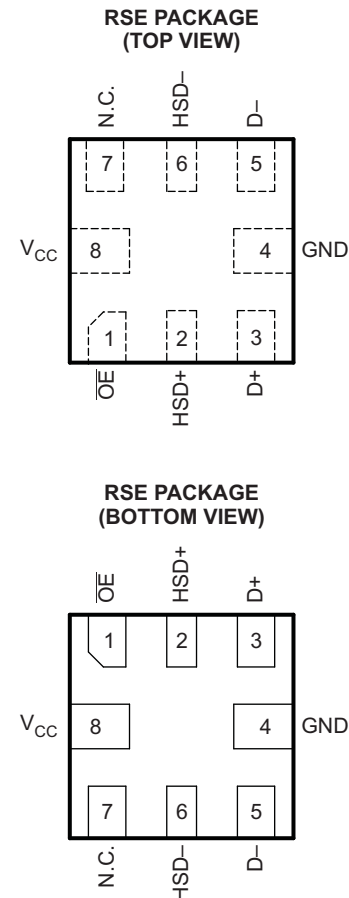 RSE PACKAGE
(TOP VIEW)
N.C. HSD– D–
7 6 5
VCC 8 4 GND
1 2 3
OE HSD+ D+
RSE PACKAGE
(BOTTOM VIEW)
OE HSD+ D+
1 2 3
VCC 8 4 GND
7 6 5
N.C. HSD– D–